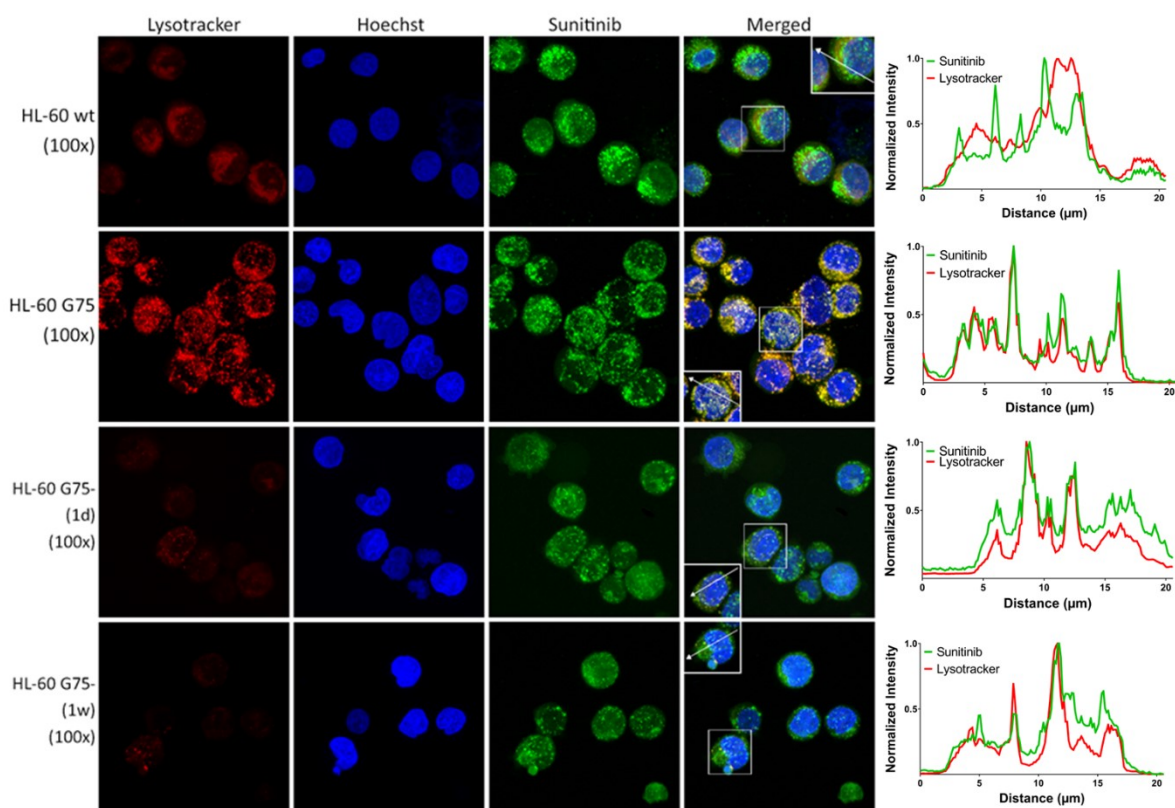 Lysotracker Hoechst Sunitinib Merged
HL-60 wt
(100x)
Sunitinib
Lysotracker
Normalized Intensity
1.0
0.5
0 5 10 15 20
Distance (µm)
HL-60 G75
(100x)
Sunitinib
Lysotracker
Normalized Intensity
1.0
0.5
0 5 10 15 20
Distance (µm)
HL-60 G75-
(1d)
(100x)
Sunitinib
Lysotracker
Normalized Intensity
1.0
0.5
0 5 10 15 20
Distance (µm)
HL-60 G75-
(1w)
(100x)
Sunitinib
Lysotracker
Normalized Intensity
1.0
0.5
0 5 10 15 20
Distance (µm)